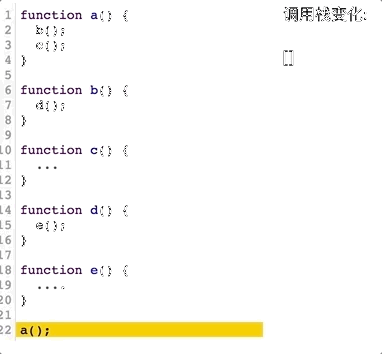 1 function a() {
2 b();
3 c();
4 }
5
6 function b() {
7 d();
8 }
9
10 function c() {
11 ...
12 }
13
14 function d() {
15 e();
16 }
17
18 function e() {
19 ....
20 }
21
22 a();
调用栈变化:
[]